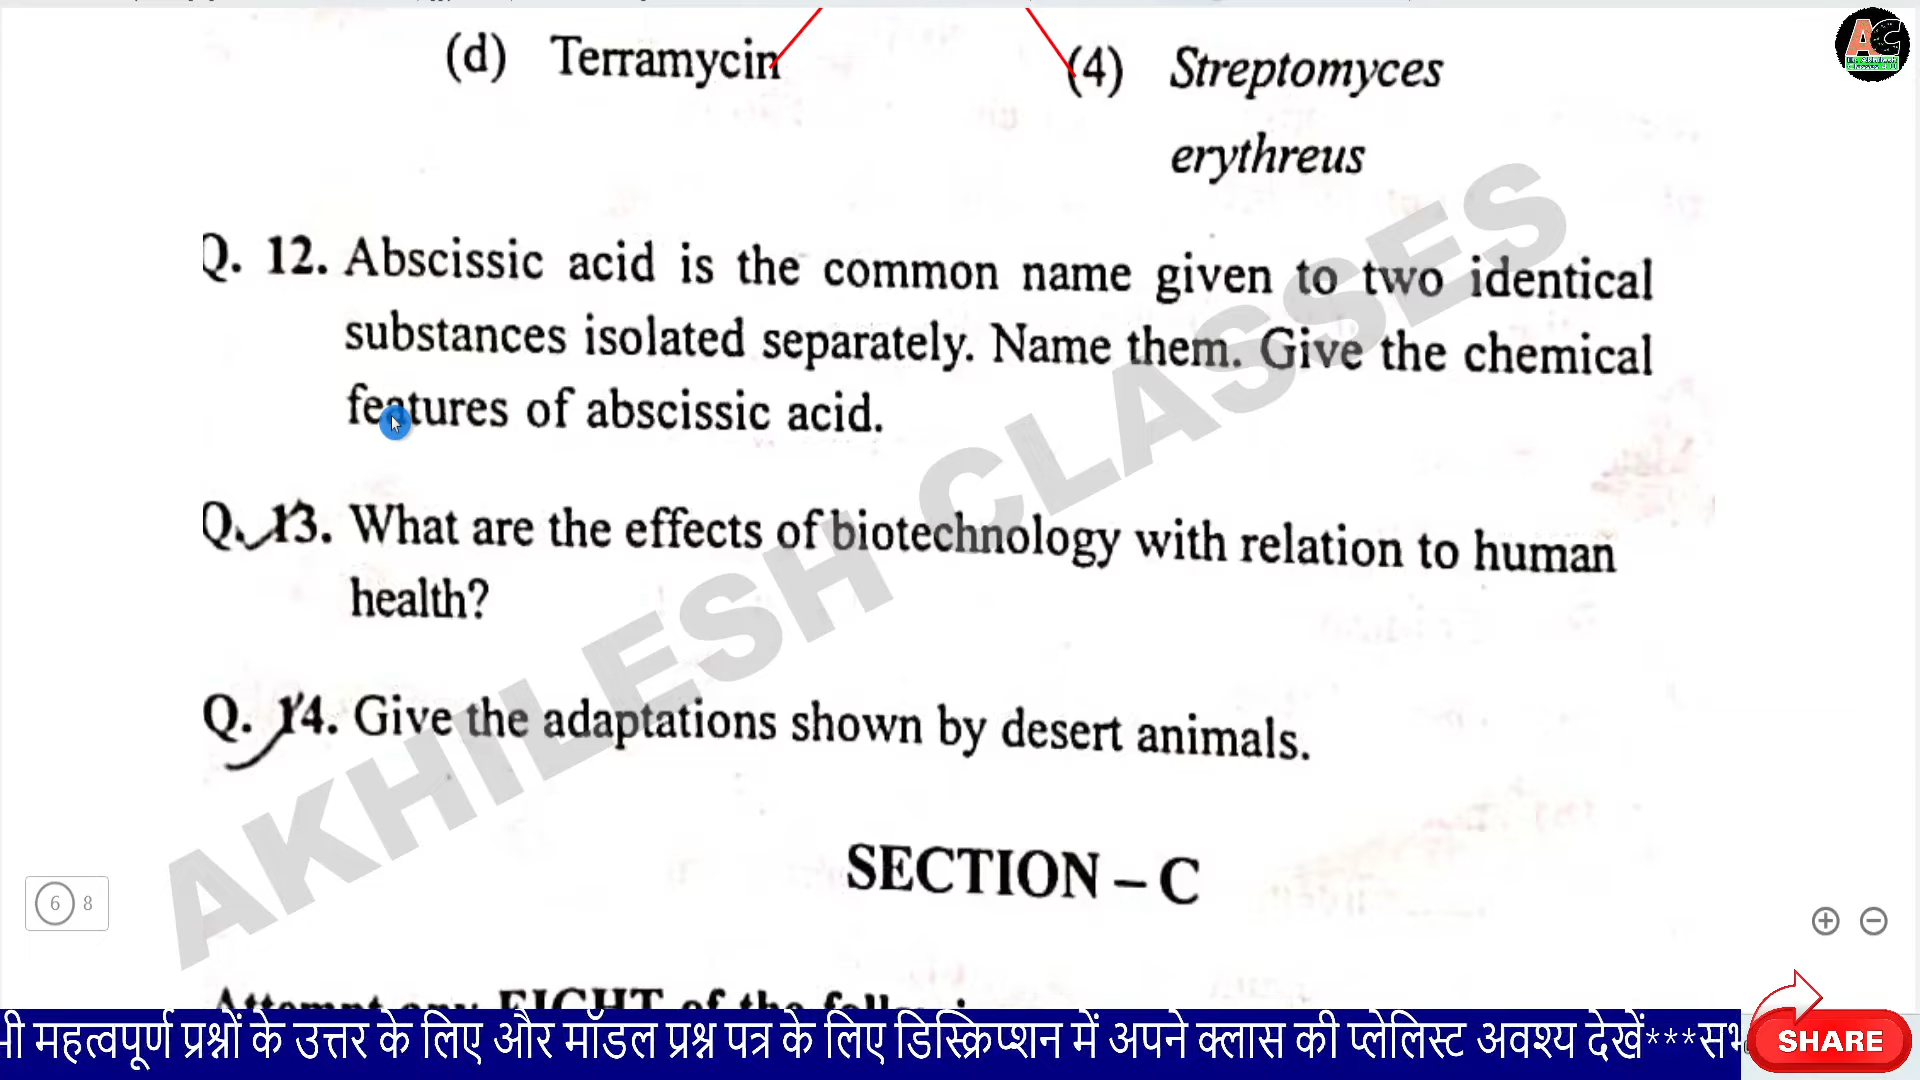 (d) Terramycin
(4) Streptomyces
erythreus
Q. 12. Abscissic acid is the common name given to two identical
substances isolated separately. Name them. Give the chemical
features of abscissic acid.
Q. 13. What are the effects of biotechnology with relation to human
health?
Q. 14. Give the adaptations shown by desert animals.
SECTION – C
AKHILESH CLASSES
6 8
AC
महत्वपूर्ण प्रश्नों के उत्तर के लिए और मॉडल प्रश्न पत्र के लिए डिस्क्रिप्शन में अपने क्लास की प्लेलिस्ट अवश्य देखें***
SHARE